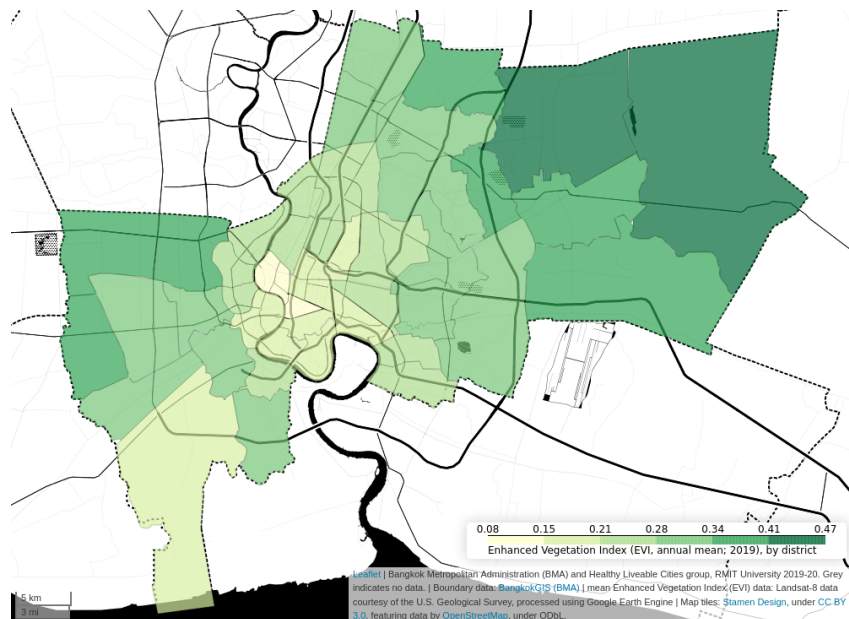 0.08 0.15 0.21 0.28 0.34 0.41 0.47
Enhanced Vegetation Index (EVI, annual mean; 2019), by district
5 km
3 mi
Leaflet | Bangkok Metropolitan Administration (BMA) and Healthy Liveable Cities group, RMIT University 2019-20. Grey
indicates no data. | Boundary data: BangkokGIS (BMA) | mean Enhanced Vegetation Index (EVI) data: Landsat-8 data
courtesy of the U.S. Geological Survey, processed using Google Earth Engine | Map tiles: Stamen Design, under CC BY
3.0, featuring data by OpenStreetMap, under ODbL.